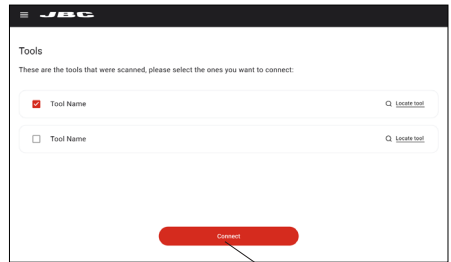 JBC
Tools
These are the tools that were scanned, please select the ones you want to connect:
Tool Name
Locate tool
Tool Name
Locate tool
Connect